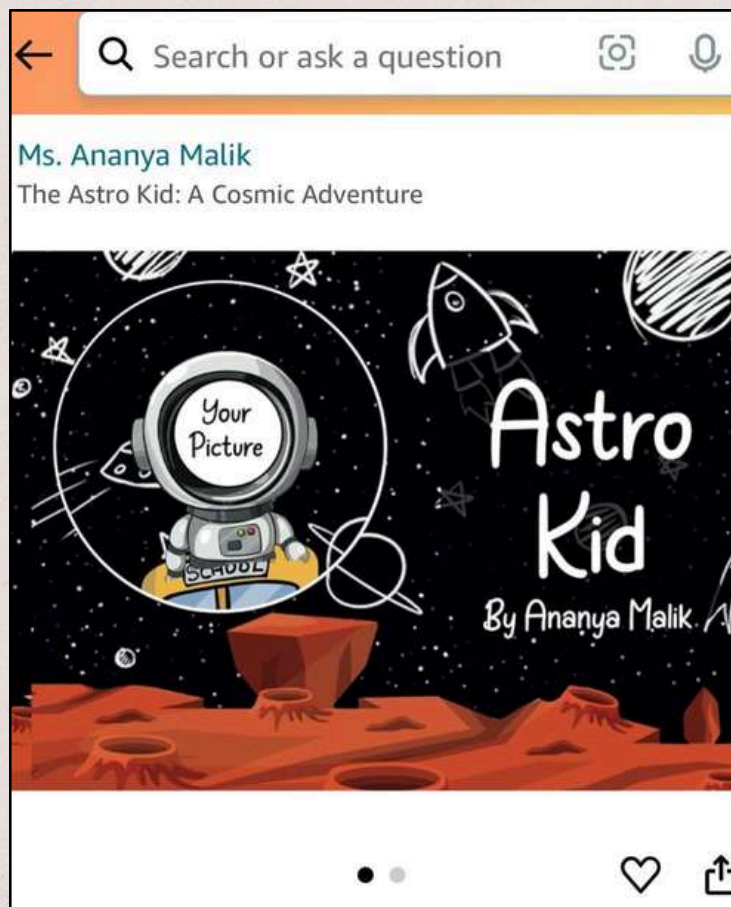 Search or ask a question
Ms. Ananya Malik
The Astro Kid: A Cosmic Adventure
Your
Picture
SCHOOL
Astro
Kid
By Ananya Malik